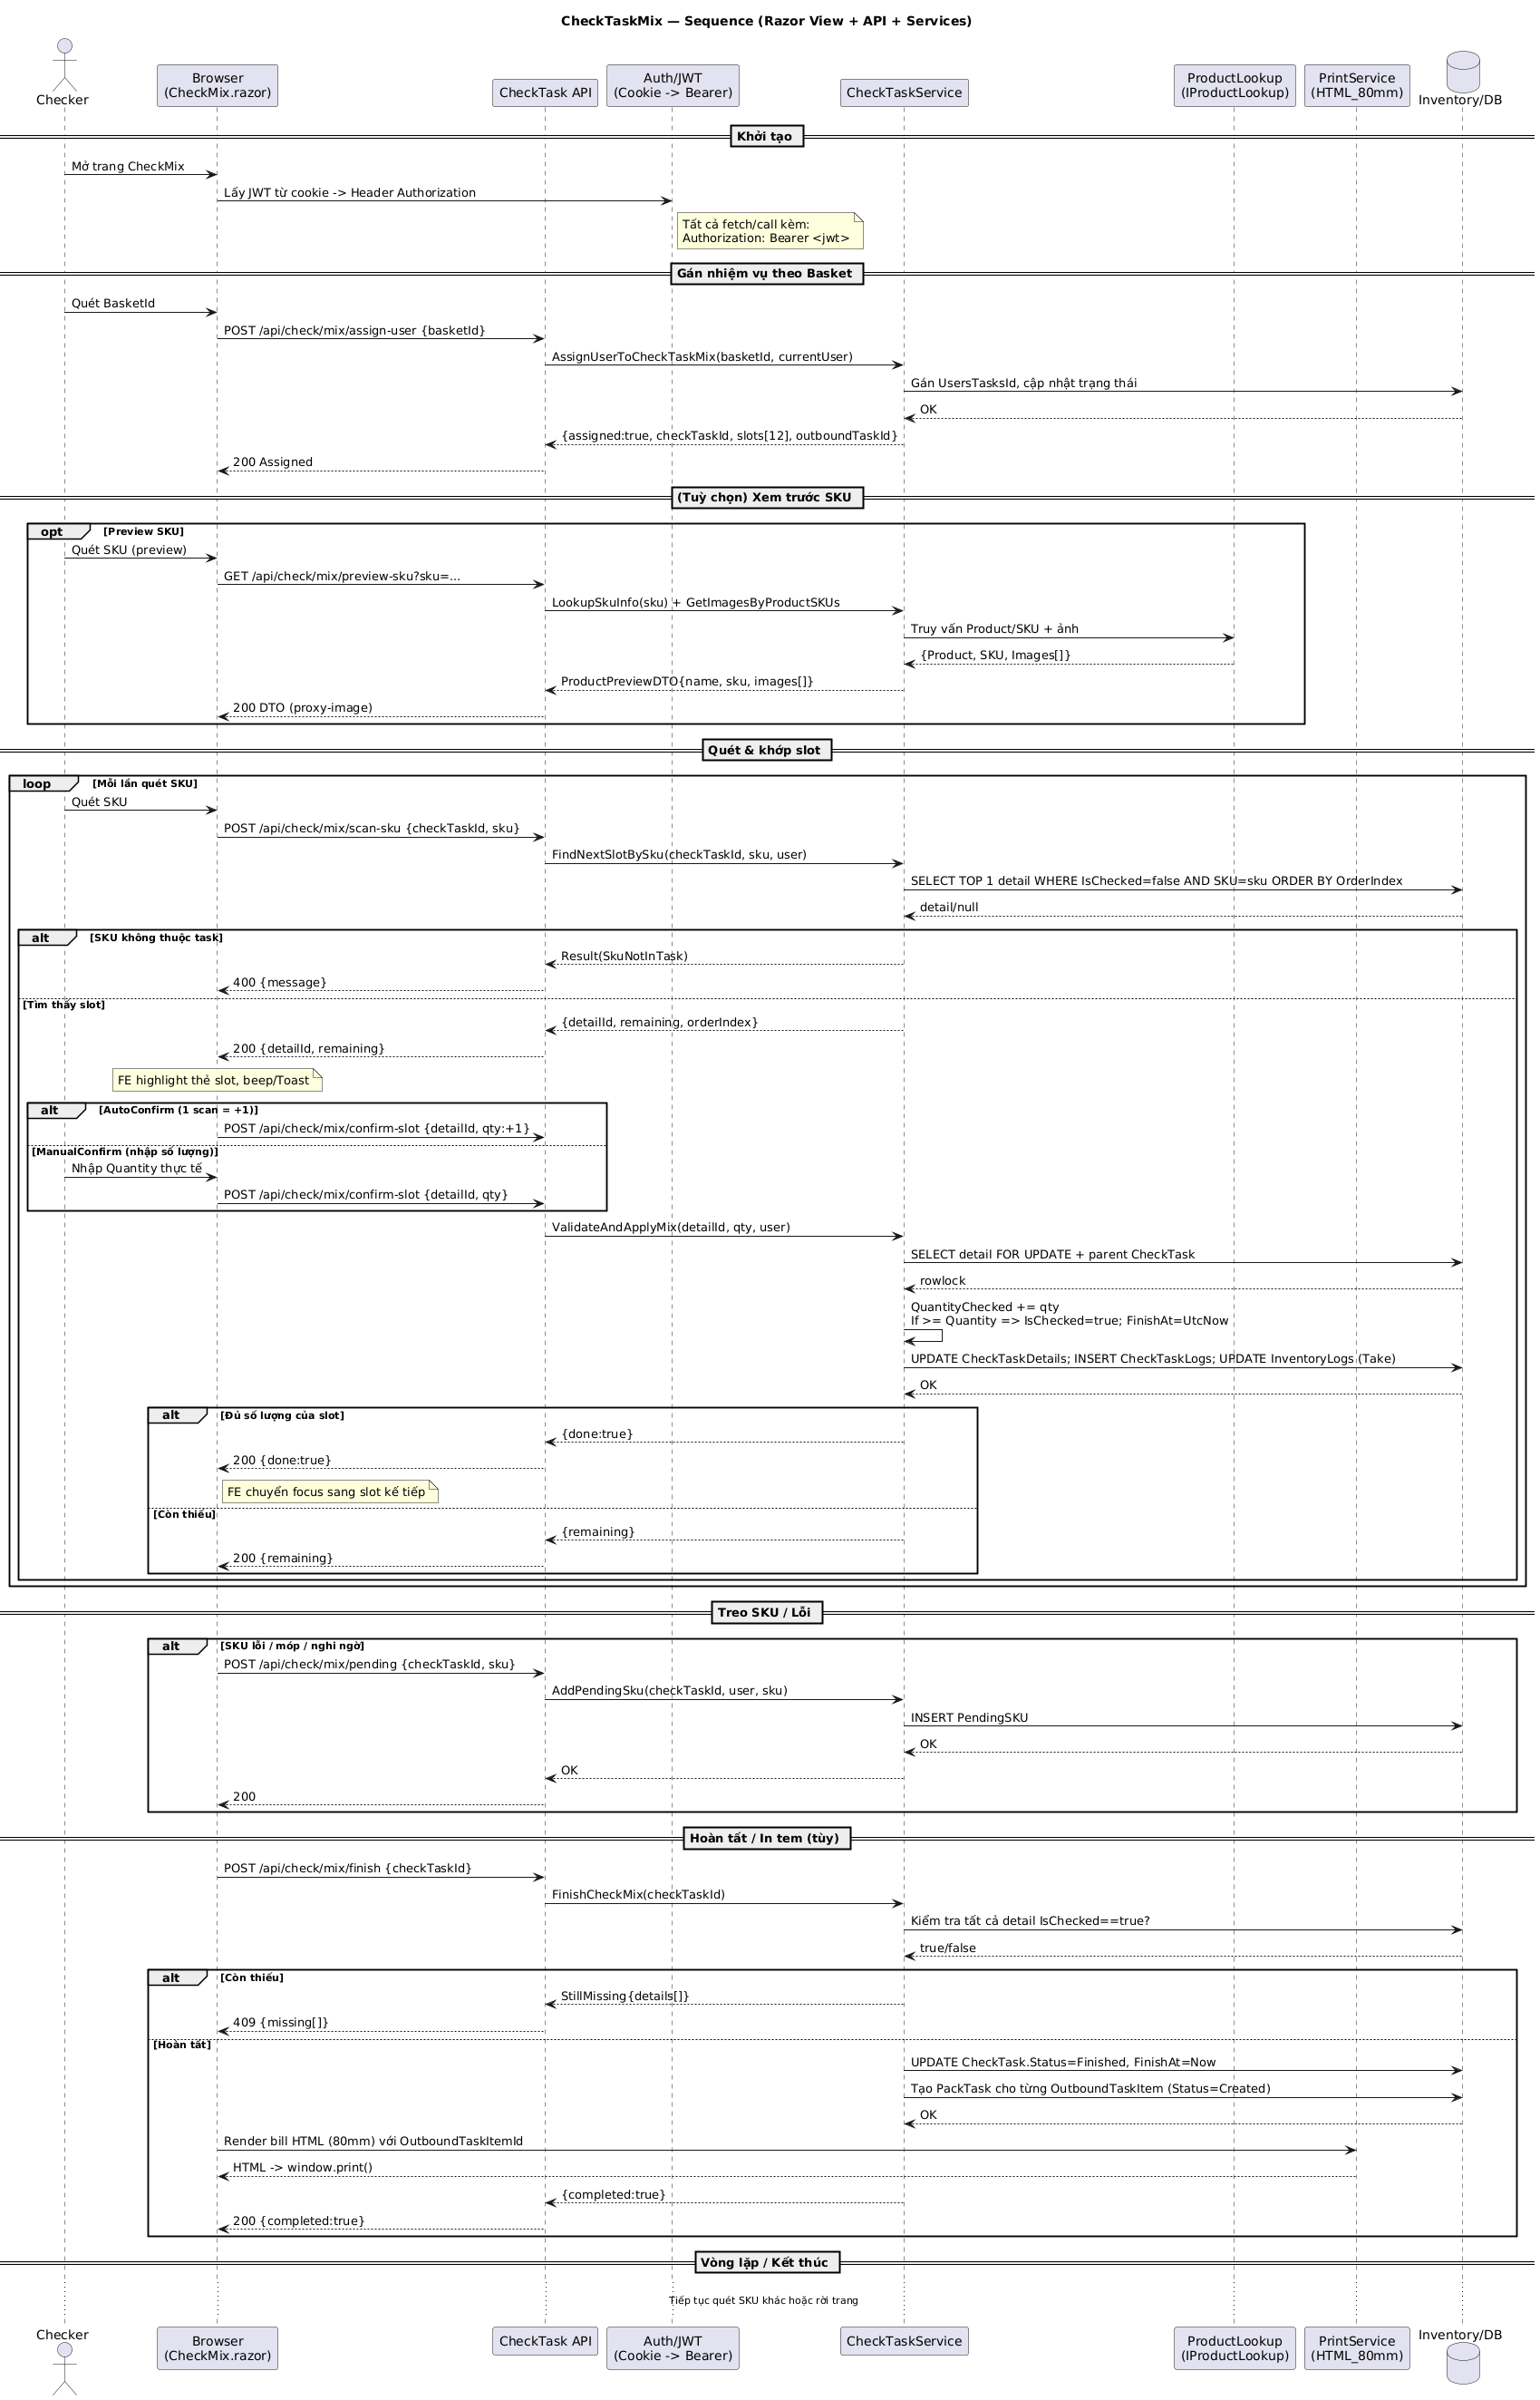 CheckTaskMix — Sequence (Razor View + API + Services)
Checker
Browser
(CheckMix.razor)
CheckTask API
Auth/JWT
(Cookie -> Bearer)
CheckTaskService
ProductLookup
(IProductLookup)
PrintService
(HTML_80mm)
Inventory/DB
Khởi tạo
Mở trang CheckMix
Lấy JWT từ cookie -> Header Authorization
Tất cả fetch/call kèm:
Authorization: Bearer <jwt>
Gán nhiệm vụ theo Basket
Quét BasketId
POST /api/check/mix/assign-user {basketId}
AssignUserToCheckTaskMix(basketId, currentUser)
Gán UsersTasksId, cập nhật trạng thái
OK
{assigned:true, checkTaskId, slots[12], outboundTaskId}
200 Assigned
(Tuỳ chọn) Xem trước SKU
opt [Preview SKU]
Quét SKU (preview)
GET /api/check/mix/preview-sku?sku=...
LookupSkuInfo(sku) + GetImagesByProductSKUs
Truy vấn Product/SKU + ảnh
{Product, SKU, Images[]}
ProductPreviewDTO{name, sku, images[]}
200 DTO (proxy-image)
Quét & khớp slot
loop [Mỗi lần quét SKU]
Quét SKU
POST /api/check/mix/scan-sku {checkTaskId, sku}
FindNextSlotBySku(checkTaskId, sku, user)
SELECT TOP 1 detail WHERE IsChecked=false AND SKU=sku ORDER BY OrderIndex
detail/null
alt [SKU không thuộc task]
Result(SkuNotInTask)
400 {message}
[Tìm thấy slot]
{detailId, remaining, orderIndex}
200 {detailId, remaining}
FE highlight thẻ slot, beep/Toast
alt [AutoConfirm (1 scan = +1)]
POST /api/check/mix/confirm-slot {detailId, qty:+1}
[ManualConfirm (nhập số lượng)]
Nhập Quantity thực tế
POST /api/check/mix/confirm-slot {detailId, qty}
ValidateAndApplyMix(detailId, qty, user)
SELECT detail FOR UPDATE + parent CheckTask
rowlock
QuantityChecked += qty
If >= Quantity => IsChecked=true; FinishAt=UtcNow
UPDATE CheckTaskDetails; INSERT CheckTaskLogs; UPDATE InventoryLogs (Take)
OK
alt [Đủ số lượng của slot]
{done:true}
200 {done:true}
FE chuyển focus sang slot kế tiếp
[Còn thiếu]
{remaining}
200 {remaining}
Treo SKU / Lỗi
alt [SKU lỗi / móp / nghi ngờ]
POST /api/check/mix/pending {checkTaskId, sku}
AddPendingSku(checkTaskId, user, sku)
INSERT PendingSKU
OK
OK
200
Hoàn tất / In tem (tùy)
POST /api/check/mix/finish {checkTaskId}
FinishCheckMix(checkTaskId)
Kiểm tra tất cả detail IsChecked==true?
true/false
alt [Còn thiếu]
StillMissing{details[]}
409 {missing[]}
[Hoàn tất]
UPDATE CheckTask.Status=Finished, FinishAt=Now
Tạo PackTask cho từng OutboundTaskItem (Status=Created)
OK
Render bill HTML (80mm) với OutboundTaskItemId
HTML -> window.print()
{completed:true}
200 {completed:true}
Vòng lặp / Kết thúc
Tiếp tục quét SKU khác hoặc rời trang
Checker
Browser
(CheckMix.razor)
CheckTask API
Auth/JWT
(Cookie -> Bearer)
CheckTaskService
ProductLookup
(IProductLookup)
PrintService
(HTML_80mm)
Inventory/DB